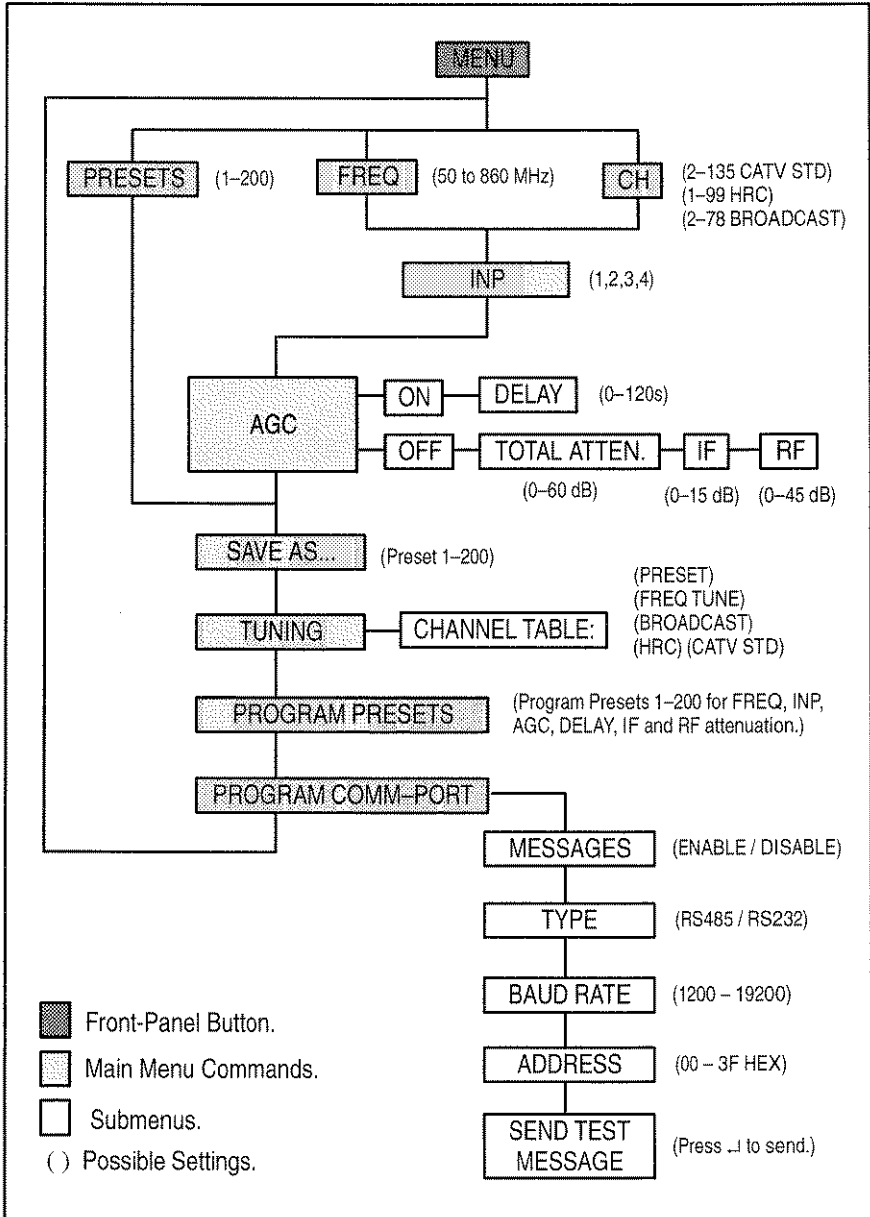 MENU
PRESETS (1–200)
FREQ (50 to 860 MHz)
CH (2–135 CATV STD)
(1–99 HRC)
(2–78 BROADCAST)
INP (1,2,3,4)
AGC
ON DELAY (0–120s)
OFF TOTAL ATTEN. IF RF
(0–60 dB) (0–15 dB) (0–45 dB)
SAVE AS... (Preset 1–200)
TUNING CHANNEL TABLE:
(PRESET)
(FREQ TUNE)
(BROADCAST)
(HRC) (CATV STD)
PROGRAM PRESETS
(Program Presets 1–200 for FREQ, INP,
AGC, DELAY, IF and RF attenuation.)
PROGRAM COMM–PORT
MESSAGES (ENABLE / DISABLE)
TYPE (RS485 / RS232)
BAUD RATE (1200 – 19200)
ADDRESS (00 – 3F HEX)
SEND TEST
MESSAGE
(Press ↵ to send.)
Front-Panel Button.
Main Menu Commands.
Submenus.
( ) Possible Settings.